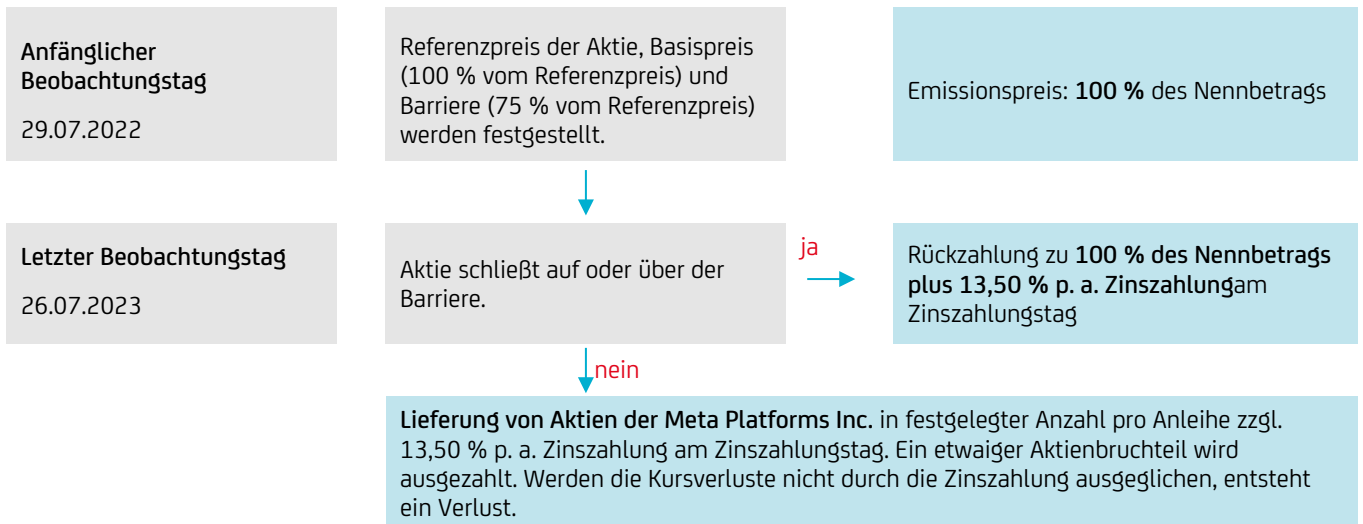 Anfänglicher
Beobachtungstag
29.07.2022
Referenzpreis der Aktie, Basispreis
(100 % vom Referenzpreis) und
Barriere (75 % vom Referenzpreis)
werden festgestellt.
Emissionspreis: 100 % des Nennbetrags
Letzter Beobachtungstag
26.07.2023
Aktie schließt auf oder über der
Barriere.
ja
Rückzahlung zu 100 % des Nennbetrags
plus 13,50 % p. a. Zinszahlungam
Zinszahlungstag
nein
Lieferung von Aktien der Meta Platforms Inc. in festgelegter Anzahl pro Anleihe zzgl.
13,50 % p. a. Zinszahlung am Zinszahlungstag. Ein etwaiger Aktienbruchteil wird
ausgezahlt. Werden die Kursverluste nicht durch die Zinszahlung ausgeglichen, entsteht
ein Verlust.